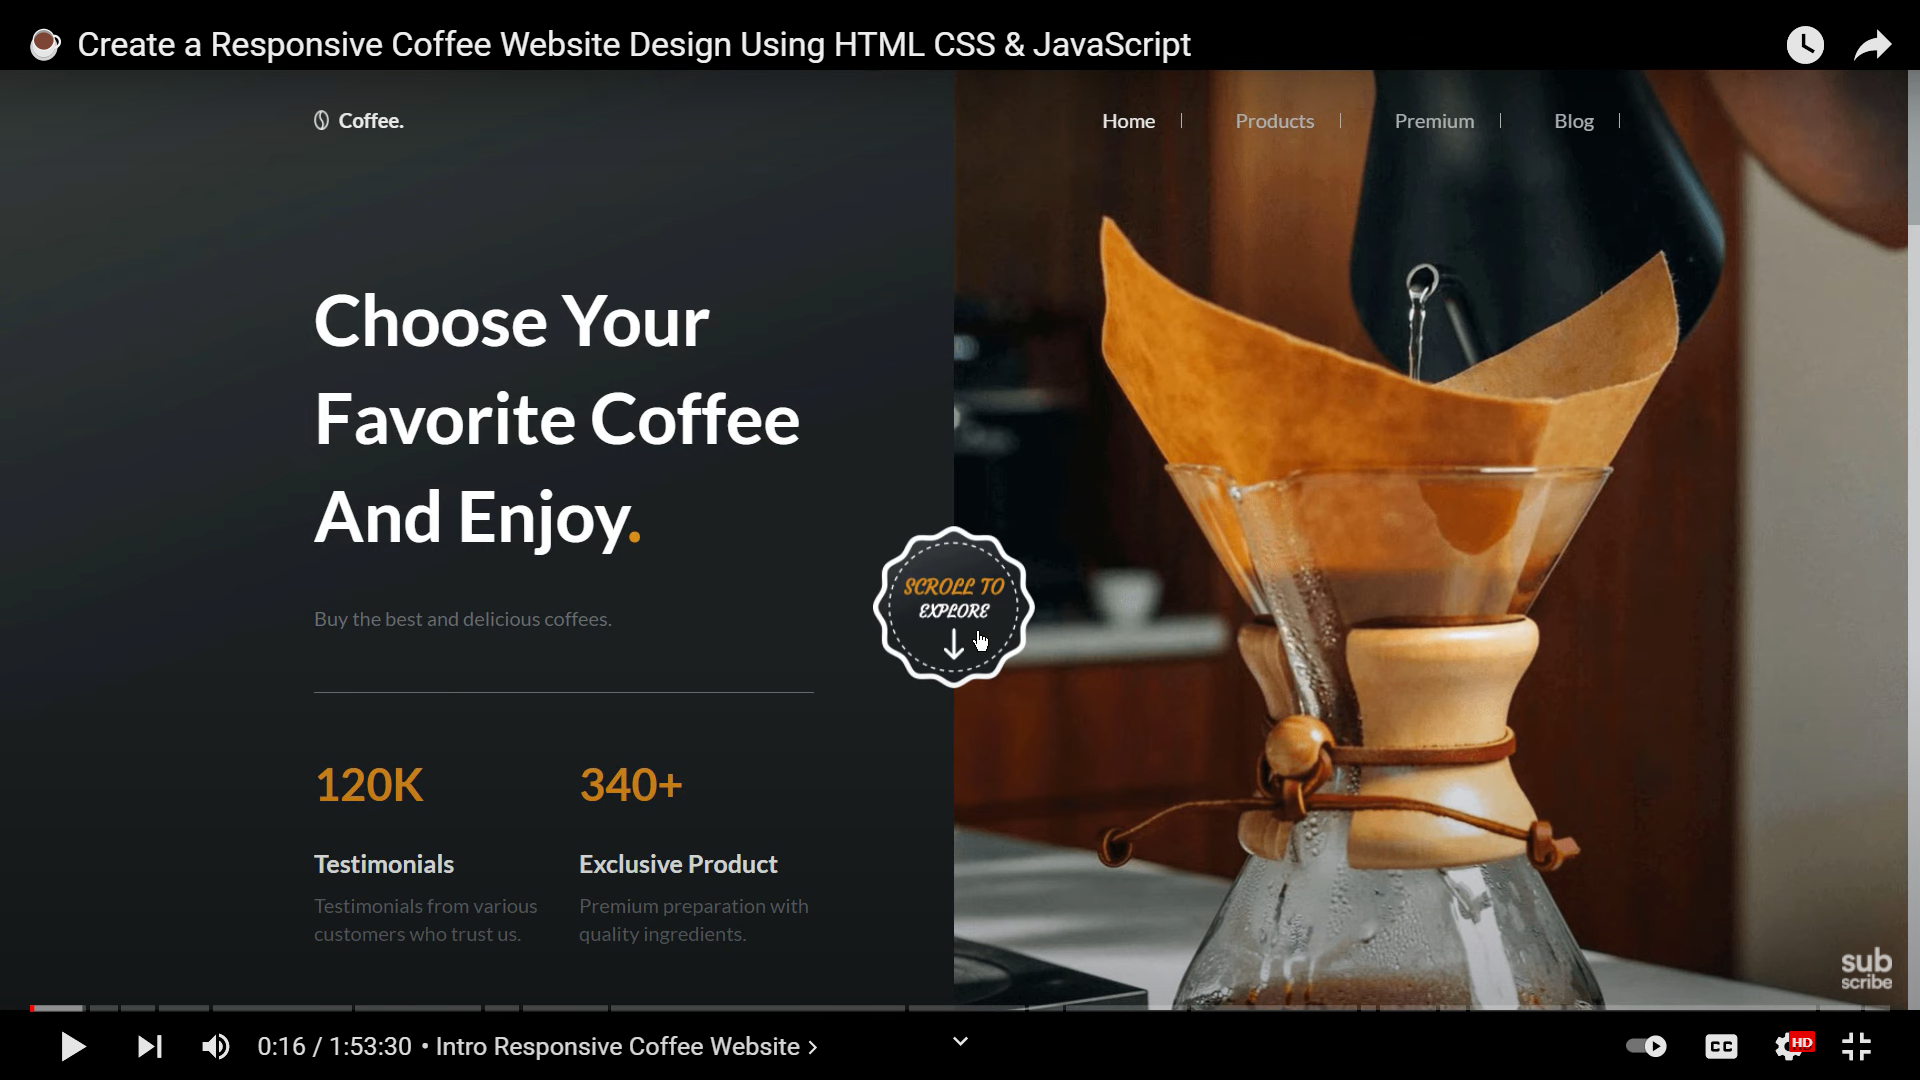 Create a Responsive Coffee Website Design Using HTML CSS & JavaScript
Coffee.
Home
Products
Premium
Blog
Choose Your
Favorite Coffee
And Enjoy.
Buy the best and delicious coffees.
SCROLL TO
EXPLORE
120K
340+
Testimonials
Exclusive Product
Testimonials from various
customers who trust us.
Premium preparation with
quality ingredients.
sub
scribe
0:16 / 1:53:30 • Intro Responsive Coffee Website
CC
HD